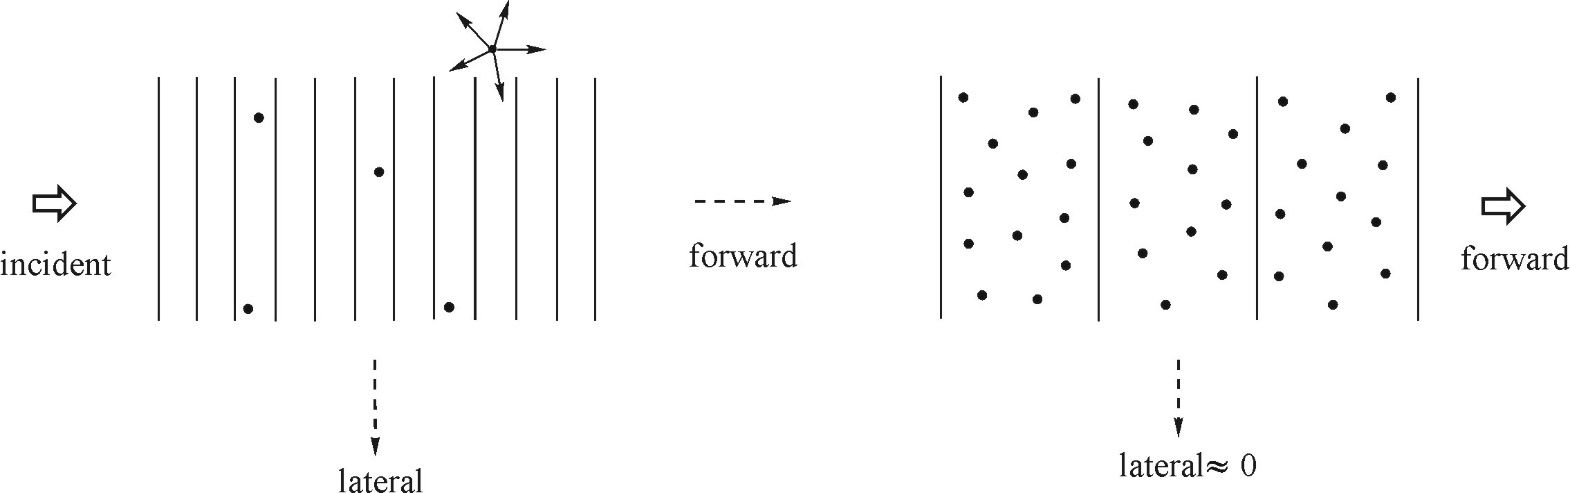 incident
forward
forward
lateral
lateral≈ 0